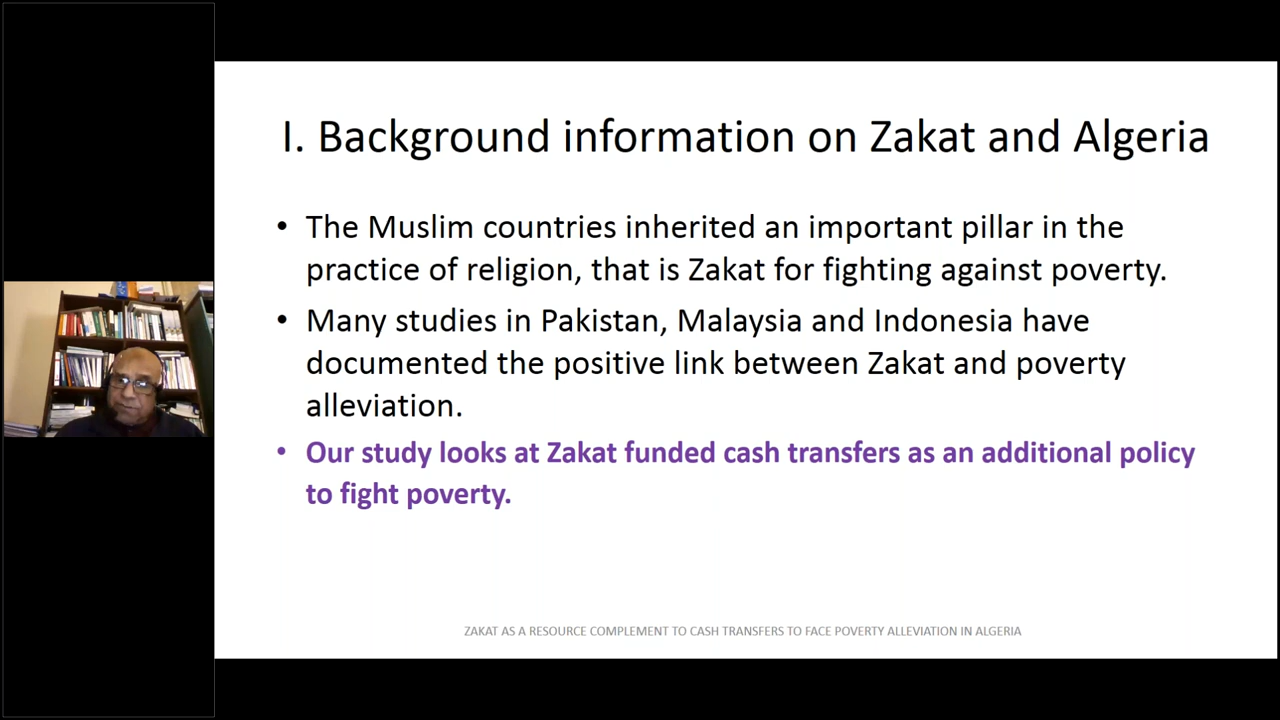 I. Background information on Zakat and Algeria
• The Muslim countries inherited an important pillar in the
practice of religion, that is Zakat for fighting against poverty.
• Many studies in Pakistan, Malaysia and Indonesia have
documented the positive link between Zakat and poverty
alleviation.
• Our study looks at Zakat funded cash transfers as an additional policy
to fight poverty.
ZAKAT AS A RESOURCE COMPLEMENT TO CASH TRANSFERS TO FACE POVERTY ALLEVIATION IN ALGERIA